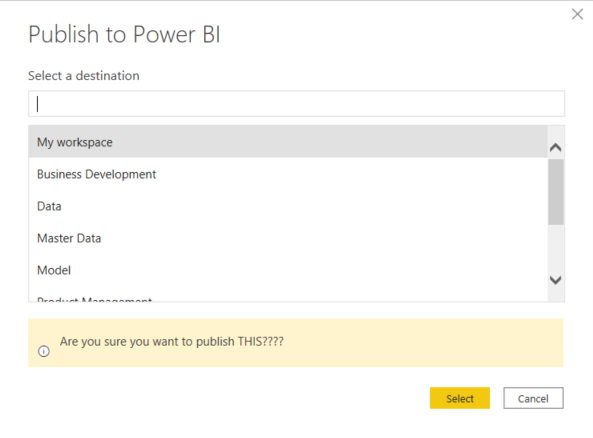 Publish to Power BI
Select a destination
My workspace
Business Development
Data
Master Data
Model
Product Management
Are you sure you want to publish THIS????
Select
Cancel